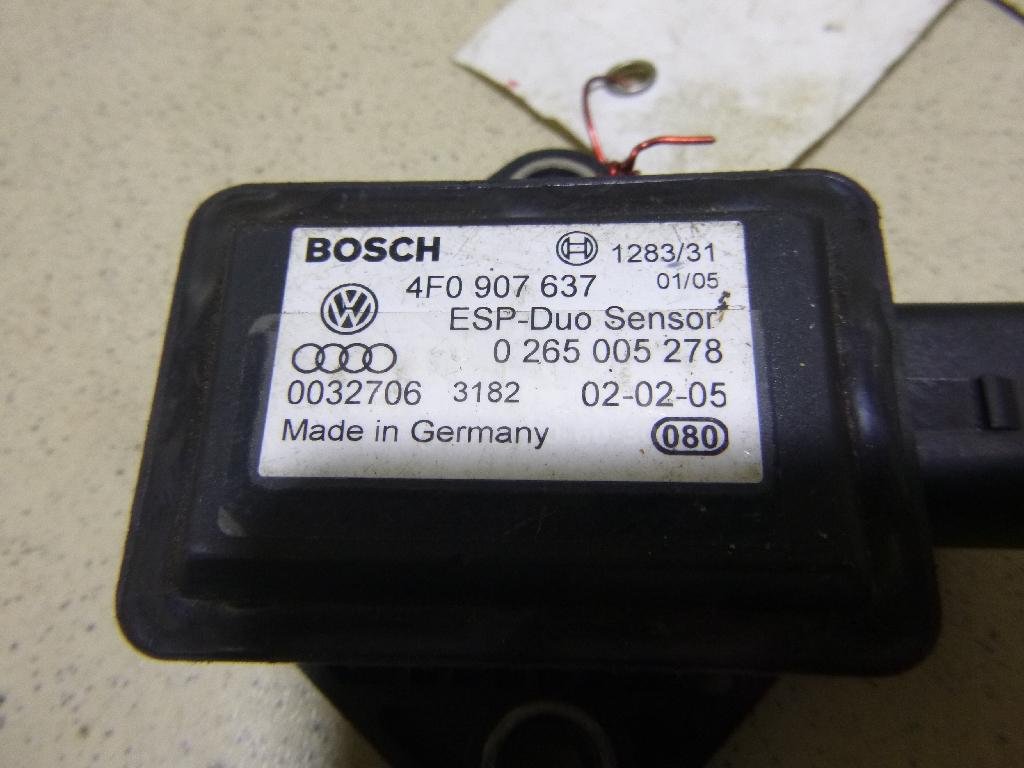 BOSCH 1283/31
4F0 907 637 01/05
ESP-Duo Sensor
0 265 005 278
0032706 3182 02-02-05
Made in Germany 080